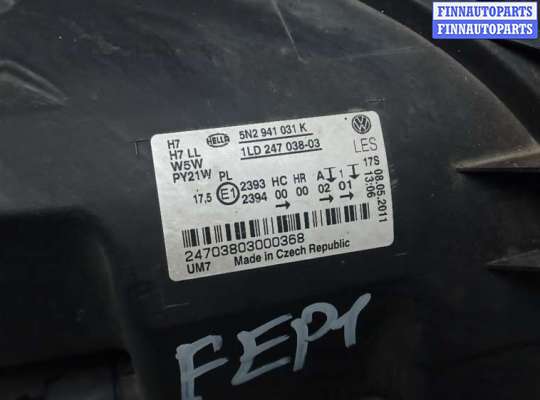 FINNAUTOPARTS
FINNAUTOPARTS
H7
H7 LL
W5W
PY21W
HELLA
5N2 941 031 K
1LD 247 038-03
LES
17,5
PL
E1
2393 HC HR A 1
2394 00 00 02 01
17S
08.05.2011
13:06
24703803000368
UM7 Made in Czech Republic
FEP1